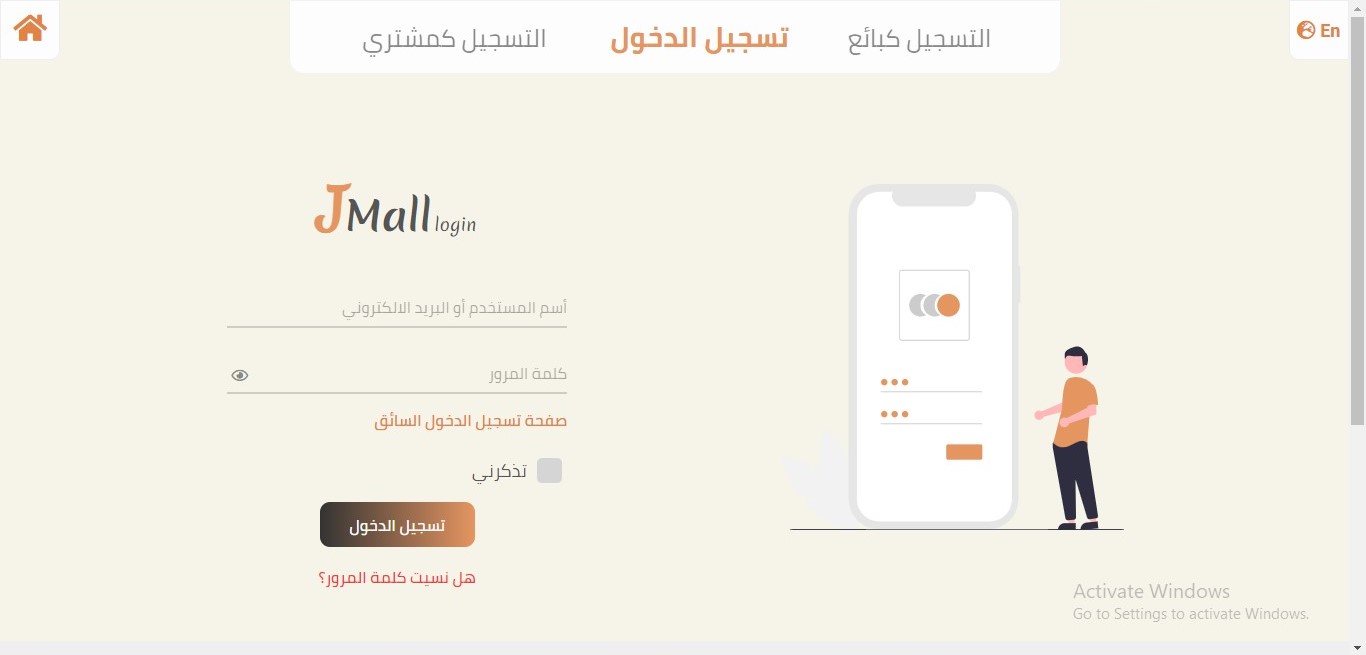 En
التسجيل كبائع
تسجيل الدخول
التسجيل كمشتري
JMall login
أسم المستخدم أو البريد الالكتروني
كلمة المرور
صفحة تسجيل الدخول السائق
تذكرني
تسجيل الدخول
هل نسيت كلمة المرور؟
Activate Windows
Go to Settings to activate Windows.